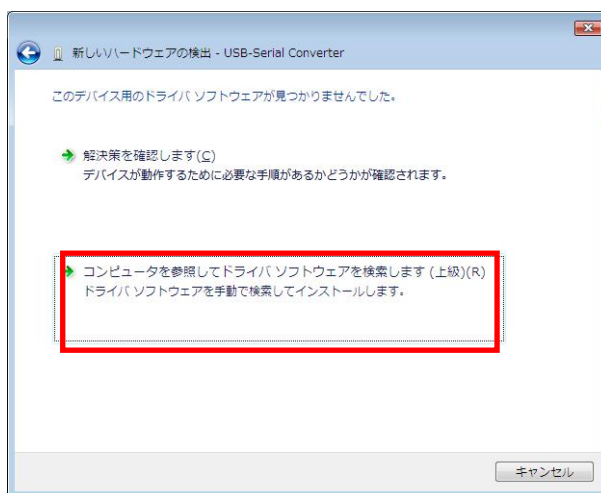 新しいハードウェアの検出 - USB-Serial Converter
このデバイス用のドライバ ソフトウェアが見つかりませんでした。
解決策を確認します(C)
デバイスが動作するために必要な手順があるかどうかが確認されます。
コンピュータを参照してドライバ ソフトウェアを検索します (上級)(R)
ドライバ ソフトウェアを手動で検索してインストールします。
キャンセル